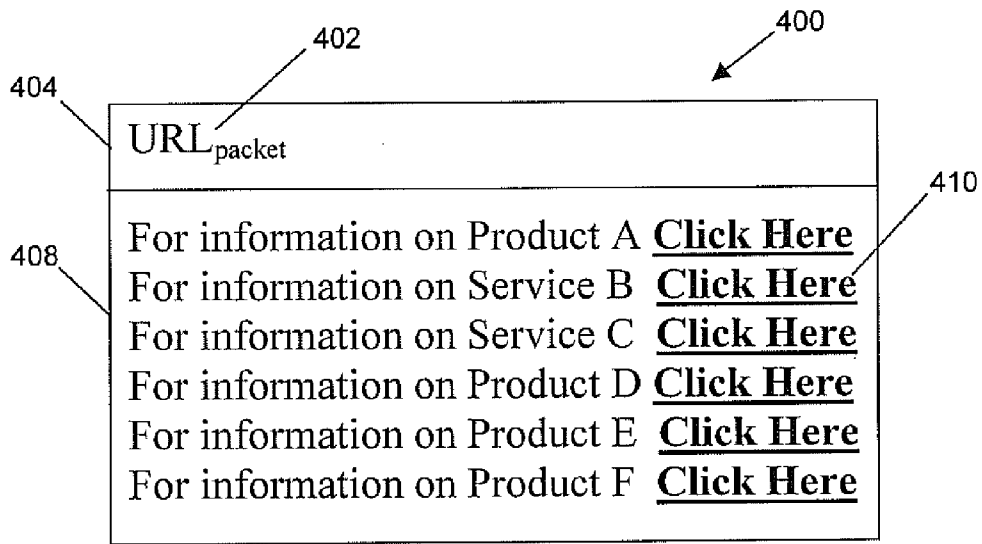 402
400
404
URLpacket
410
For information on Product A Click Here
408
For information on Service B Click Here
For information on Service C Click Here
For information on Product D Click Here
For information on Product E Click Here
For information on Product F Click Here